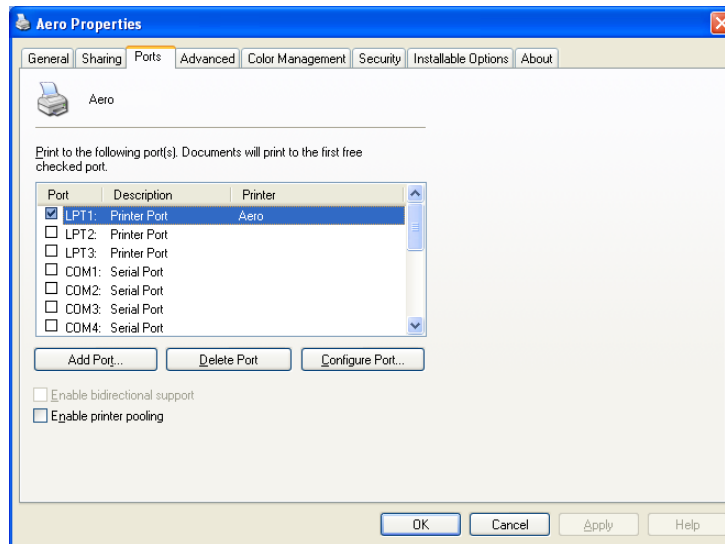 Aero Properties
General Sharing Ports Advanced Color Management Security Installable Options About
Aero
Print to the following port(s). Documents will print to the first free
checked port.
Port Description Printer
LPT1: Printer Port Aero
LPT2: Printer Port
LPT3: Printer Port
COM1: Serial Port
COM2: Serial Port
COM3: Serial Port
COM4: Serial Port
Add Port... Delete Port Configure Port...
Enable bidirectional support
Enable printer pooling
OK Cancel Apply Help